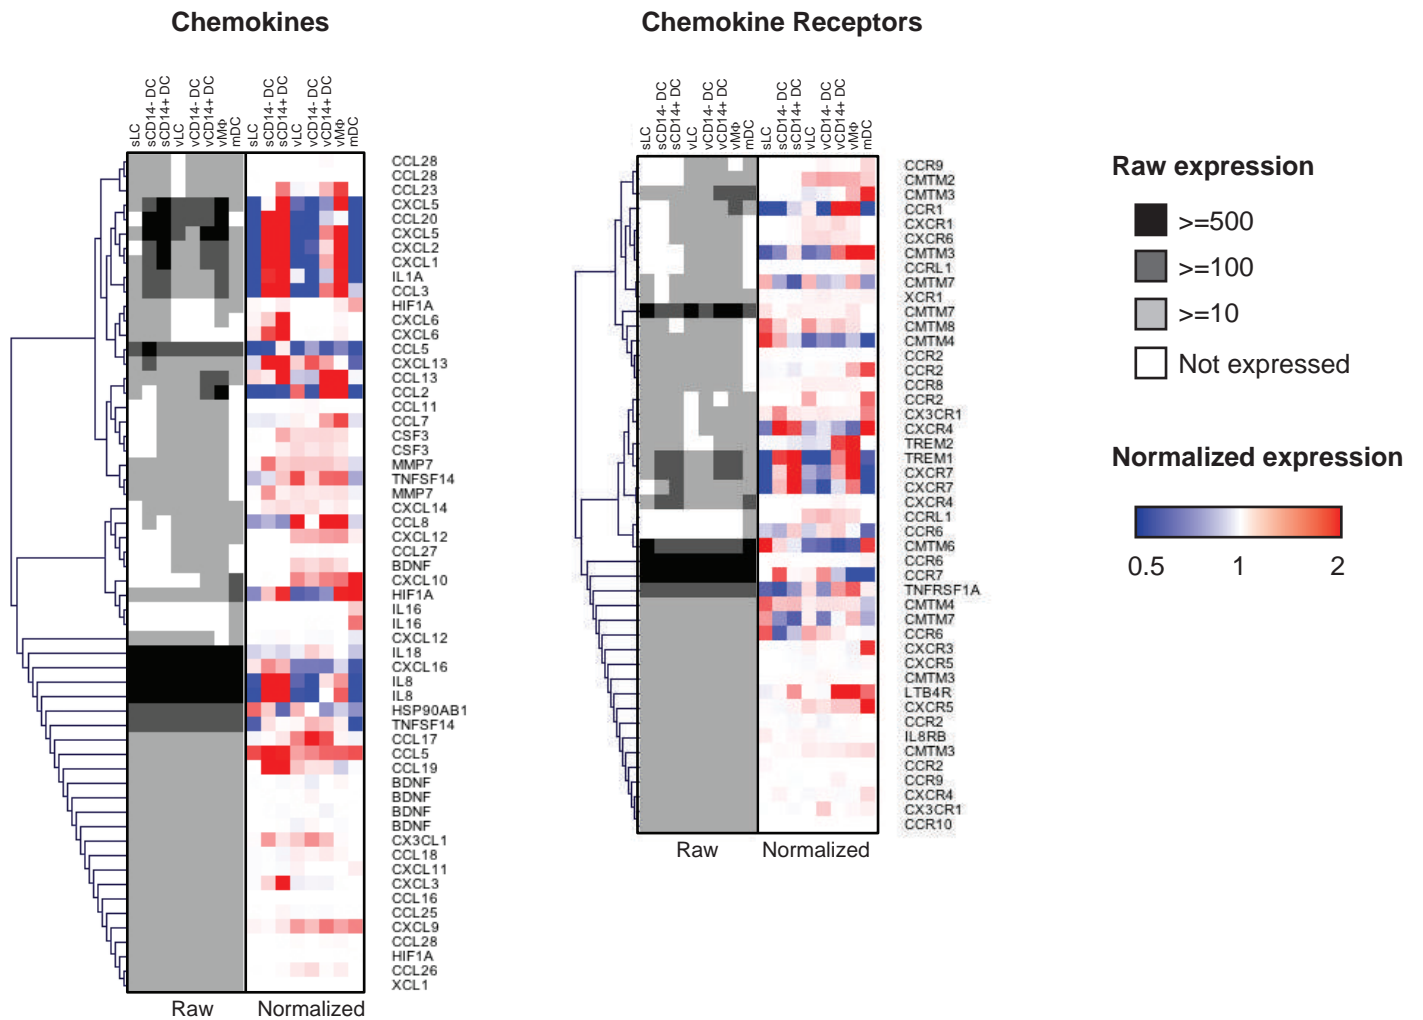 Chemokines
sLC
sCD14- DC
sCD14+ DC
vLC
vCD14- DC
vCD14+ DC
vMΦ
mDC
sLC
sCD14- DC
sCD14+ DC
vLC
vCD14- DC
vCD14+ DC
vMΦ
mDC
CCL28
CCL28
CCL23
CXCL5
CCL20
CXCL5
CXCL2
CXCL1
IL1A
CCL3
HIF1A
CXCL6
CXCL6
CCL5
CXCL13
CCL13
CCL2
CCL11
CCL7
CSF3
CSF3
MMP7
TNFSF14
MMP7
CXCL14
CCL8
CXCL12
CCL27
BDNF
CXCL10
HIF1A
IL16
IL16
CXCL12
IL18
CXCL16
IL8
IL8
HSP90AB1
TNFSF14
CCL17
CCL5
CCL19
BDNF
BDNF
BDNF
BDNF
CX3CL1
CCL18
CXCL11
CXCL3
CCL16
CCL25
CXCL9
CCL28
HIF1A
CCL26
XCL1
Raw
Normalized
Chemokine Receptors
sLC
sCD14- DC
sCD14+ DC
vLC
vCD14- DC
vCD14+ DC
vMΦ
mDC
sLC
sCD14- DC
sCD14+ DC
vLC
vCD14- DC
vCD14+ DC
vMΦ
mDC
CCR9
CMTM2
CMTM3
CCR1
CXCR1
CXCR6
CMTM3
CCRL1
CMTM7
XCR1
CMTM7
CMTM8
CMTM4
CCR2
CCR2
CCR8
CCR2
CX3CR1
CXCR4
TREM2
TREM1
CXCR7
CXCR7
CXCR4
CCRL1
CCR6
CMTM6
CCR6
CCR7
TNFRSF1A
CMTM4
CMTM7
CCR6
CXCR3
CXCR5
CMTM3
LTB4R
CXCR5
CCR2
IL8RB
CMTM3
CCR2
CCR9
CXCR4
CX3CR1
CCR10
Raw
Normalized
Raw expression
>=500
>=100
>=10
Not expressed
Normalized expression
0.5 1 2